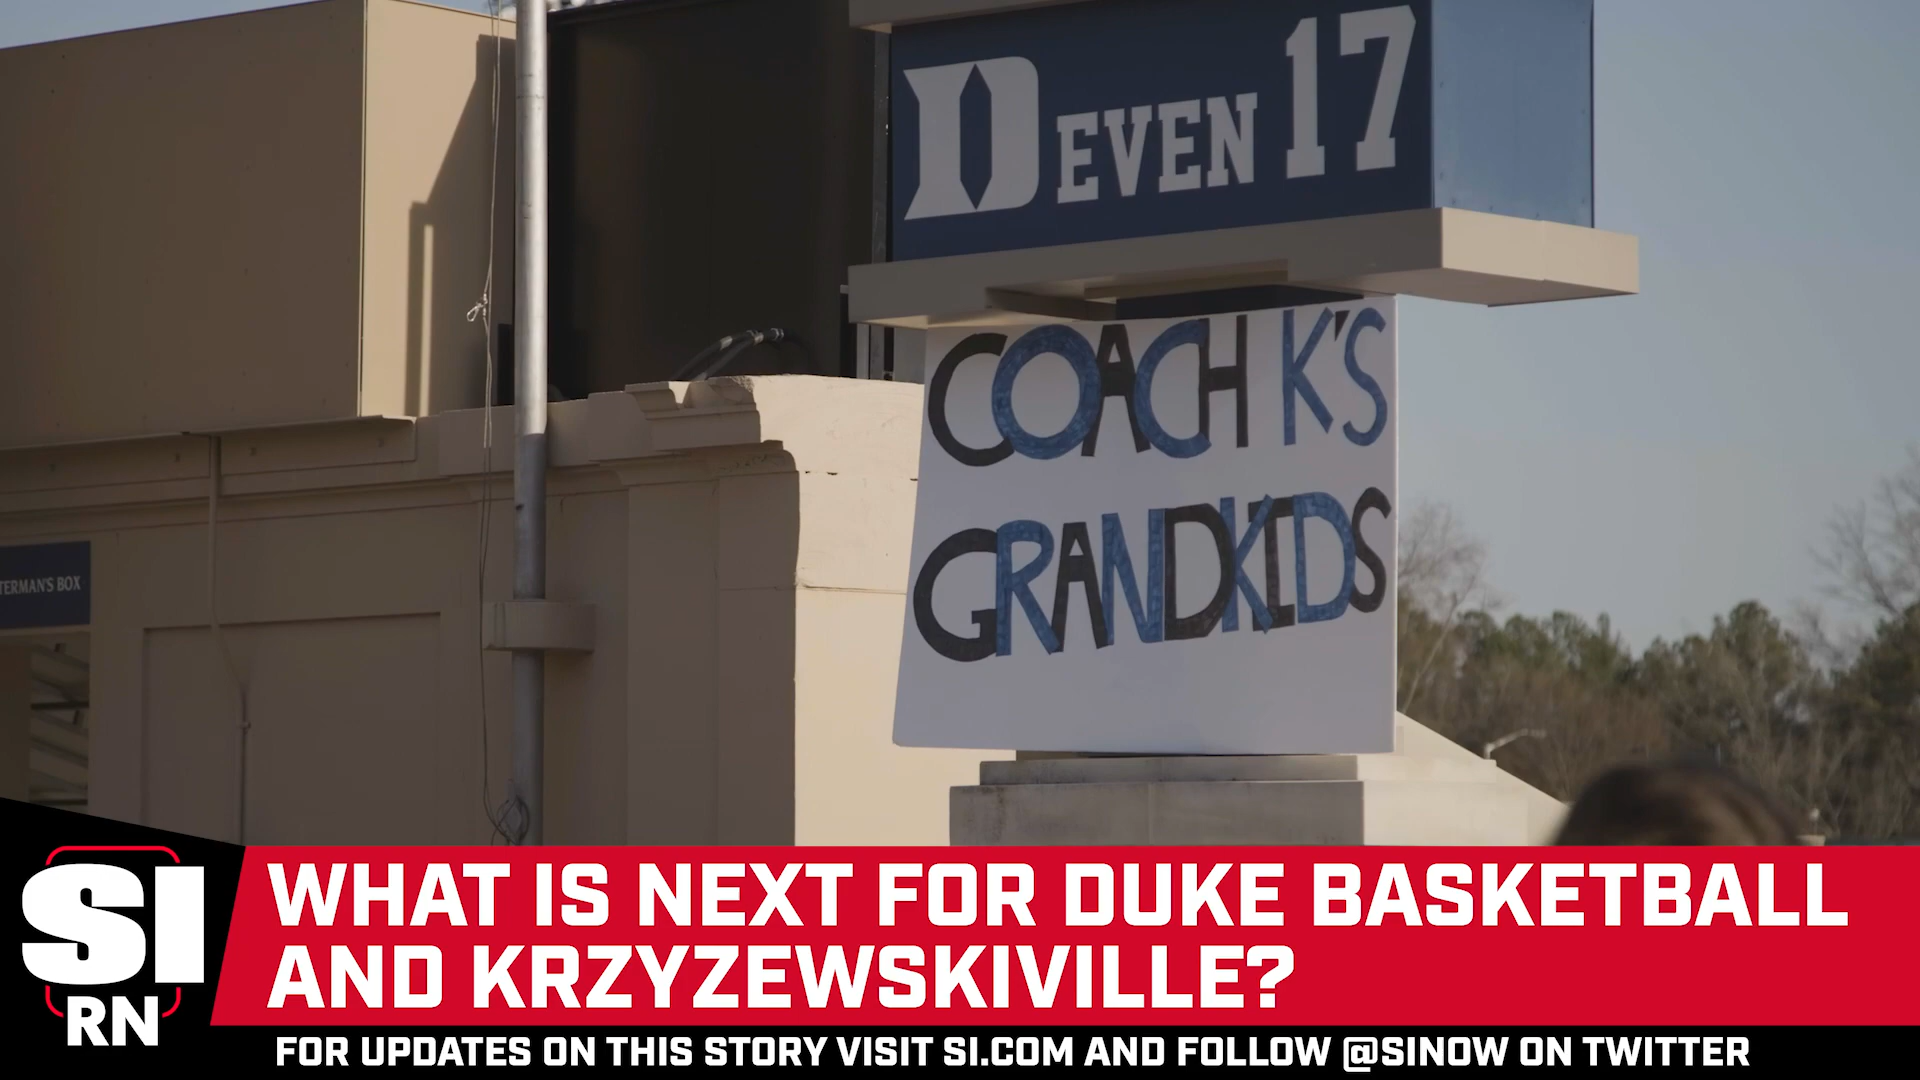 D EVEN 17
COACH K'S
GRANDKIDS
TERMAN'S BOX
SI
RN
WHAT IS NEXT FOR DUKE BASKETBALL
AND KRZYZEWSKIVILLE?
FOR UPDATES ON THIS STORY VISIT SI.COM AND FOLLOW @SINOW ON TWITTER